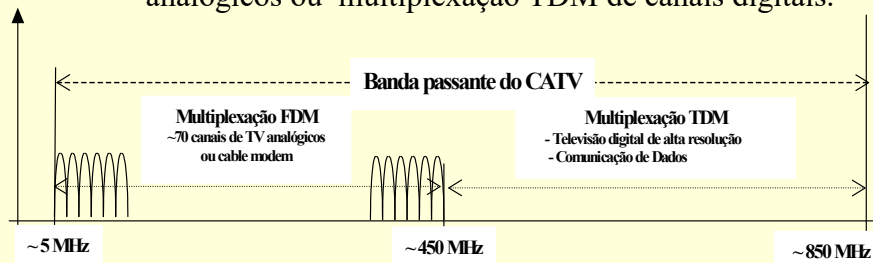 analógicos ou multiplexação TDM de canais digitais.
Banda passante do CATV
Multiplexação FDM
~70 canais de TV analógicos
ou cable modem
Multiplexação TDM
- Televisão digital de alta resolução
- Comunicação de Dados
~ 5 MHz
~ 450 MHz
~ 850 MHz